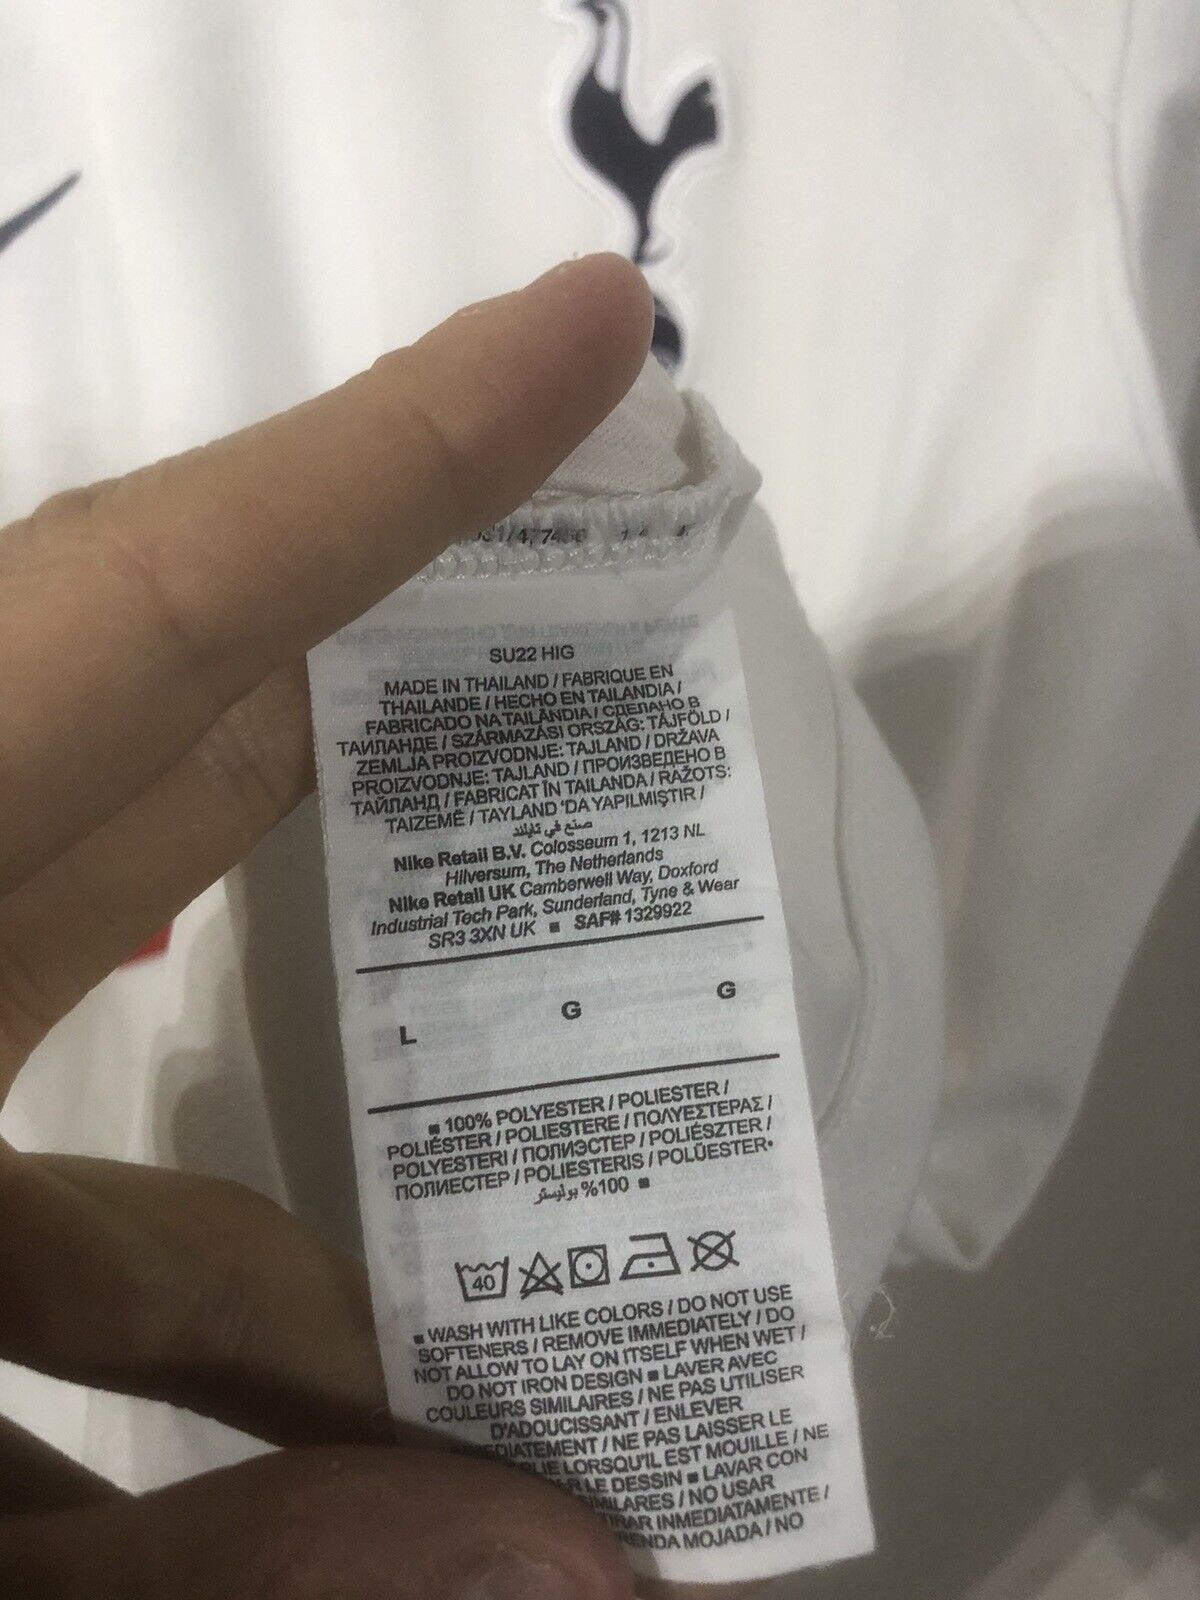 SU22 HIG
MADE IN THAILAND / FABRIQUE EN
THAILANDE / HECHO EN TAILANDIA /
FABRICADO NA TAILÂNDIA / СДЕЛАНО В
ТАИЛАНДЕ / SZÁRMAZÁSI ORSZÁG: TÁJFÖLD /
ZEMLJA PROIZVODNJE: TAJLAND / DRŽAVA
PROIZVODNJE: TAJLAND / ПРОИЗВЕДЕНО В
ТАЙЛАНД / FABRICAT ÎN TAILANDA / RAŽOTS:
TAIZEMĒ / TAYLAND 'DA YAPILMIŞTIR /
صنع في تايلند
Nike Retail B.V. Colosseum 1, 1213 NL
Hilversum, The Netherlands
Nike Retail UK Camberwell Way, Doxford
Industrial Tech Park, Sunderland, Tyne & Wear
SR3 3XN UK ■ SAF# 1329922
L G G
■ 100% POLYESTER / POLIESTER /
POLIÉSTER / POLIESTERE / ΠΟΛΥΕΣΤΕΡΑΣ /
POLYESTERI / ПОЛИЭСТЕР / POLIÉSZTER /
ПОЛИЕСТЕР / POLIESTERIS / POLÜESTER•
%100 بوليستر ■
40
■ WASH WITH LIKE COLORS / DO NOT USE
SOFTENERS / REMOVE IMMEDIATELY / DO
NOT ALLOW TO LAY ON ITSELF WHEN WET /
DO NOT IRON DESIGN ■ LAVER AVEC
COULEURS SIMILAIRES / NE PAS UTILISER
D'ADOUCISSANT / ENLEVER
/ NE PAS LAISSER LE
LORSQU'IL EST MOUILLE / NE
LE DESSIN ■ LAVAR CON
/ NO USAR
INMEDIATAMENTE /
MOJADA / NO